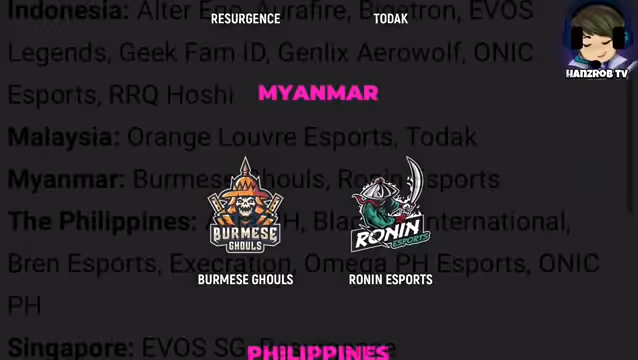 Indonesia: Alter Ego, Aurafire, Bigetron, EVOS
RESURGENCE TODAK
Legends, Geek Fam ID, Genlix Aerowolf, ONIC
HANZROB TV
Esports, RRQ Hoshi
MYANMAR
Malaysia: Orange Louvre Esports, Todak
Myanmar: Burmese Ghouls, Ronin Esports
The Philippines: PH, International,
BURMESE GHOULS
RONIN ESPORTS
Bren Esports, Execration, Omega PH Esports, ONIC
BURMESE GHOULS RONIN ESPORTS
PH
Singapore: EVOS SG, Resurgence
PHILIPPINES